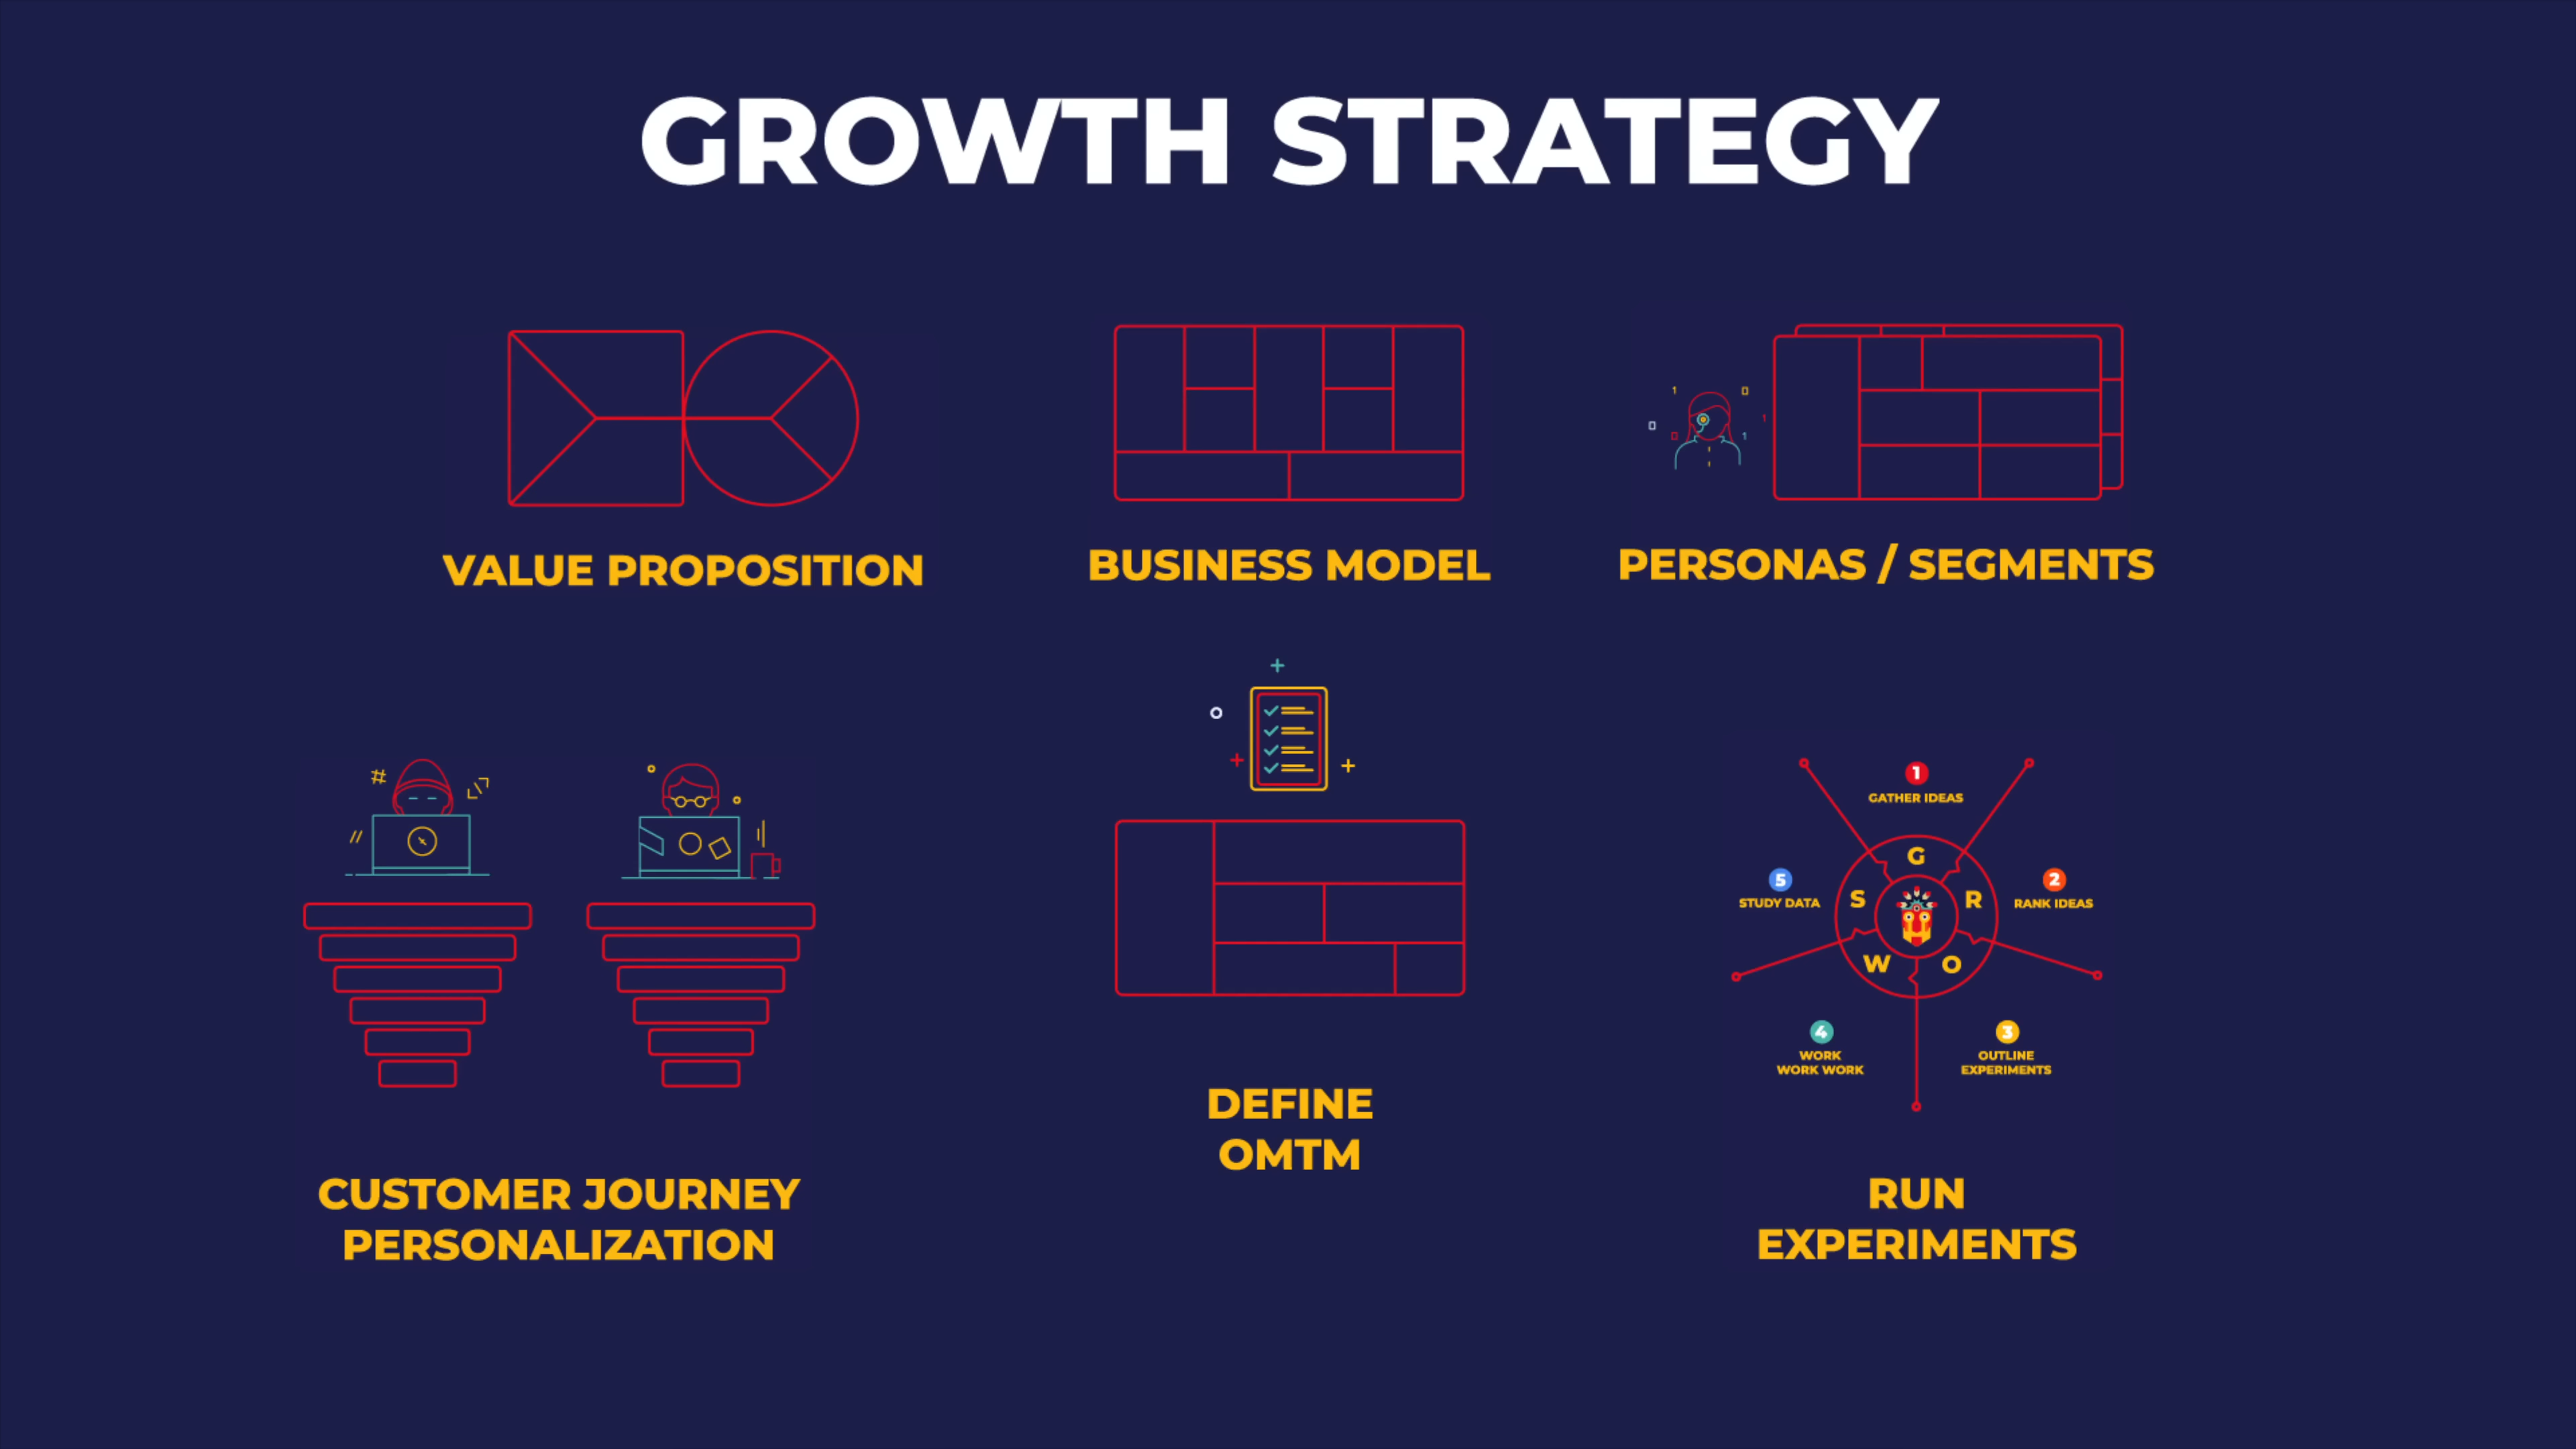 GROWTH STRATEGY
VALUE PROPOSITION
BUSINESS MODEL
PERSONAS / SEGMENTS
CUSTOMER JOURNEY
PERSONALIZATION
DEFINE
OMTM
1
GATHER IDEAS
G
5
STUDY DATA
S
R
2
RANK IDEAS
W
O
4
WORK
WORK WORK
3
OUTLINE
EXPERIMENTS
RUN
EXPERIMENTS